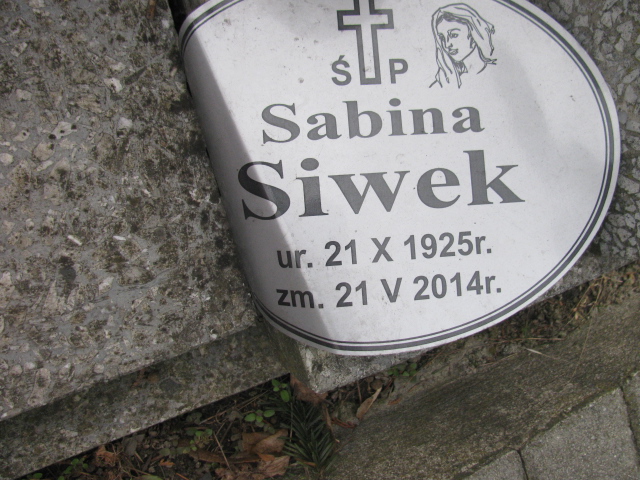 Ś P
Sabina
Siwek
ur. 21 X 1925r.
zm. 21 V 2014r.